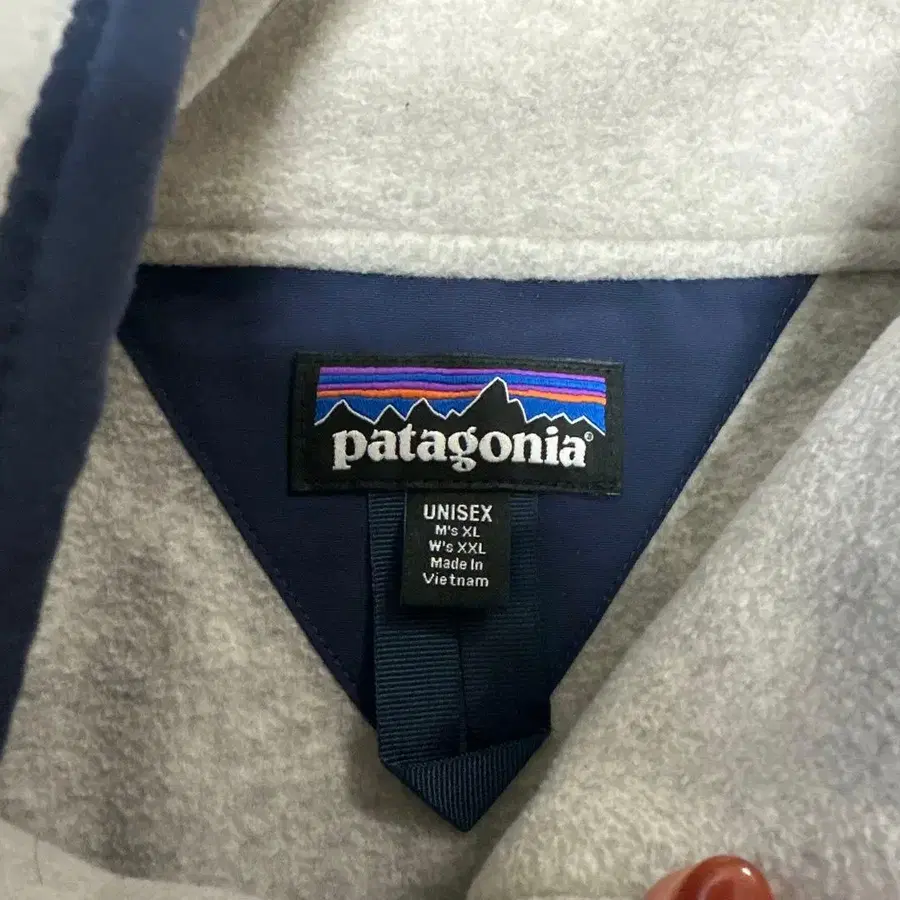 patagonia®
UNISEX
M's XL
W's XXL
Made In
Vietnam